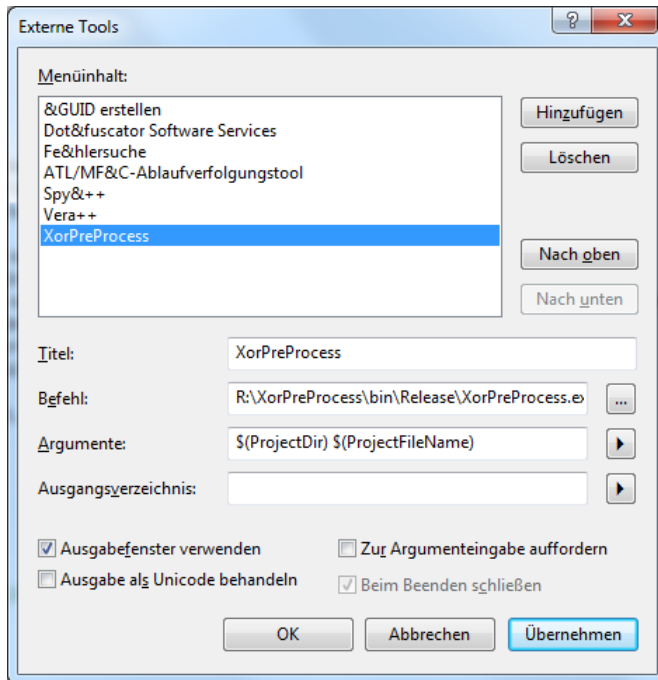 Externe Tools
Menüinhalt:
&GUID erstellen
Dot&fuscator Software Services
Fe&hlersuche
ATL/MF&C-Ablaufverfolgungstool
Spy&++
Vera++
XorPreProcess
Hinzufügen
Löschen
Nach oben
Nach unten
Titel:
XorPreProcess
Befehl:
R:\XorPreProcess\bin\Release\XorPreProcess.ex
...
Argumente:
$(ProjectDir) $(ProjectFileName)
Ausgangsverzeichnis:
Ausgabefenster verwenden
Zur Argumenteingabe auffordern
Ausgabe als Unicode behandeln
Beim Beenden schließen
OK
Abbrechen
Übernehmen